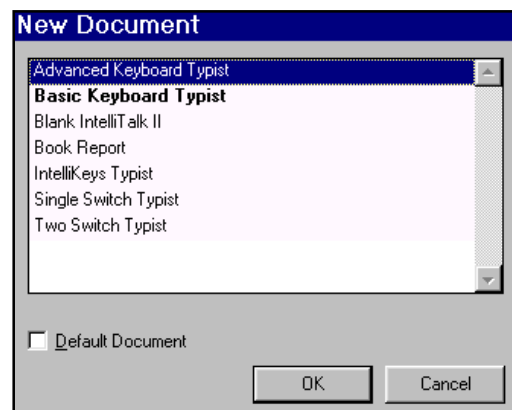 New Document
Advanced Keyboard Typist
Basic Keyboard Typist
Blank IntelliTalk II
Book Report
IntelliKeys Typist
Single Switch Typist
Two Switch Typist
Default Document
OK Cancel